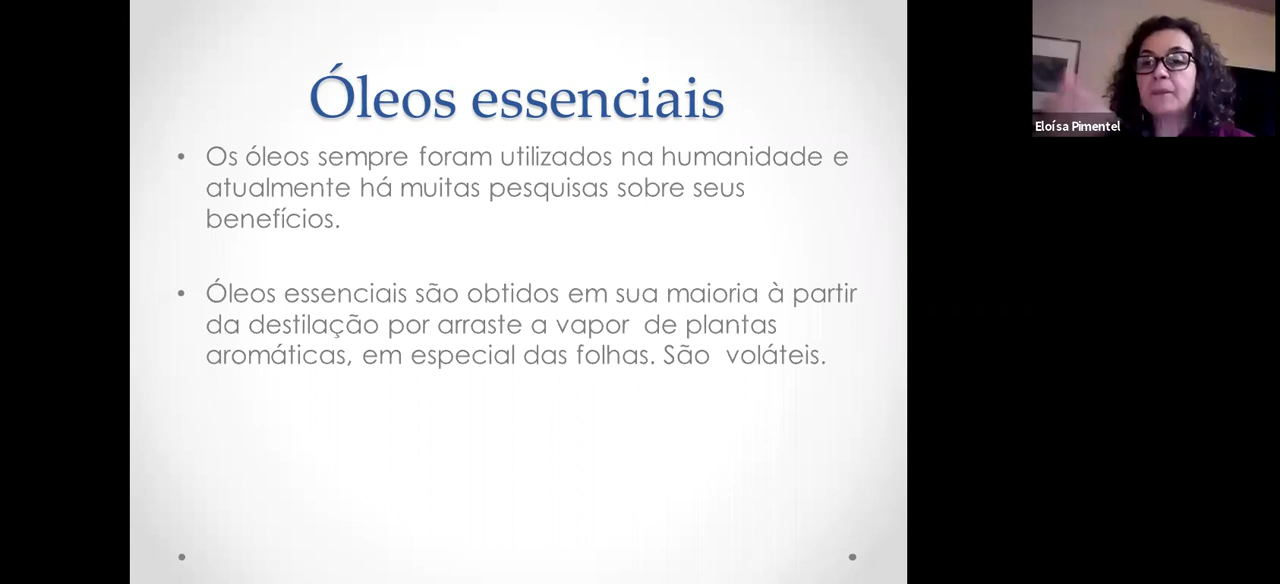 Óleos essenciais
• Os óleos sempre foram utilizados na humanidade e
atualmente há muitas pesquisas sobre seus
benefícios.
• Óleos essenciais são obtidos em sua maioria à partir
da destilação por arraste a vapor  de plantas
aromáticas, em especial das folhas. São  voláteis.
Eloísa Pimentel